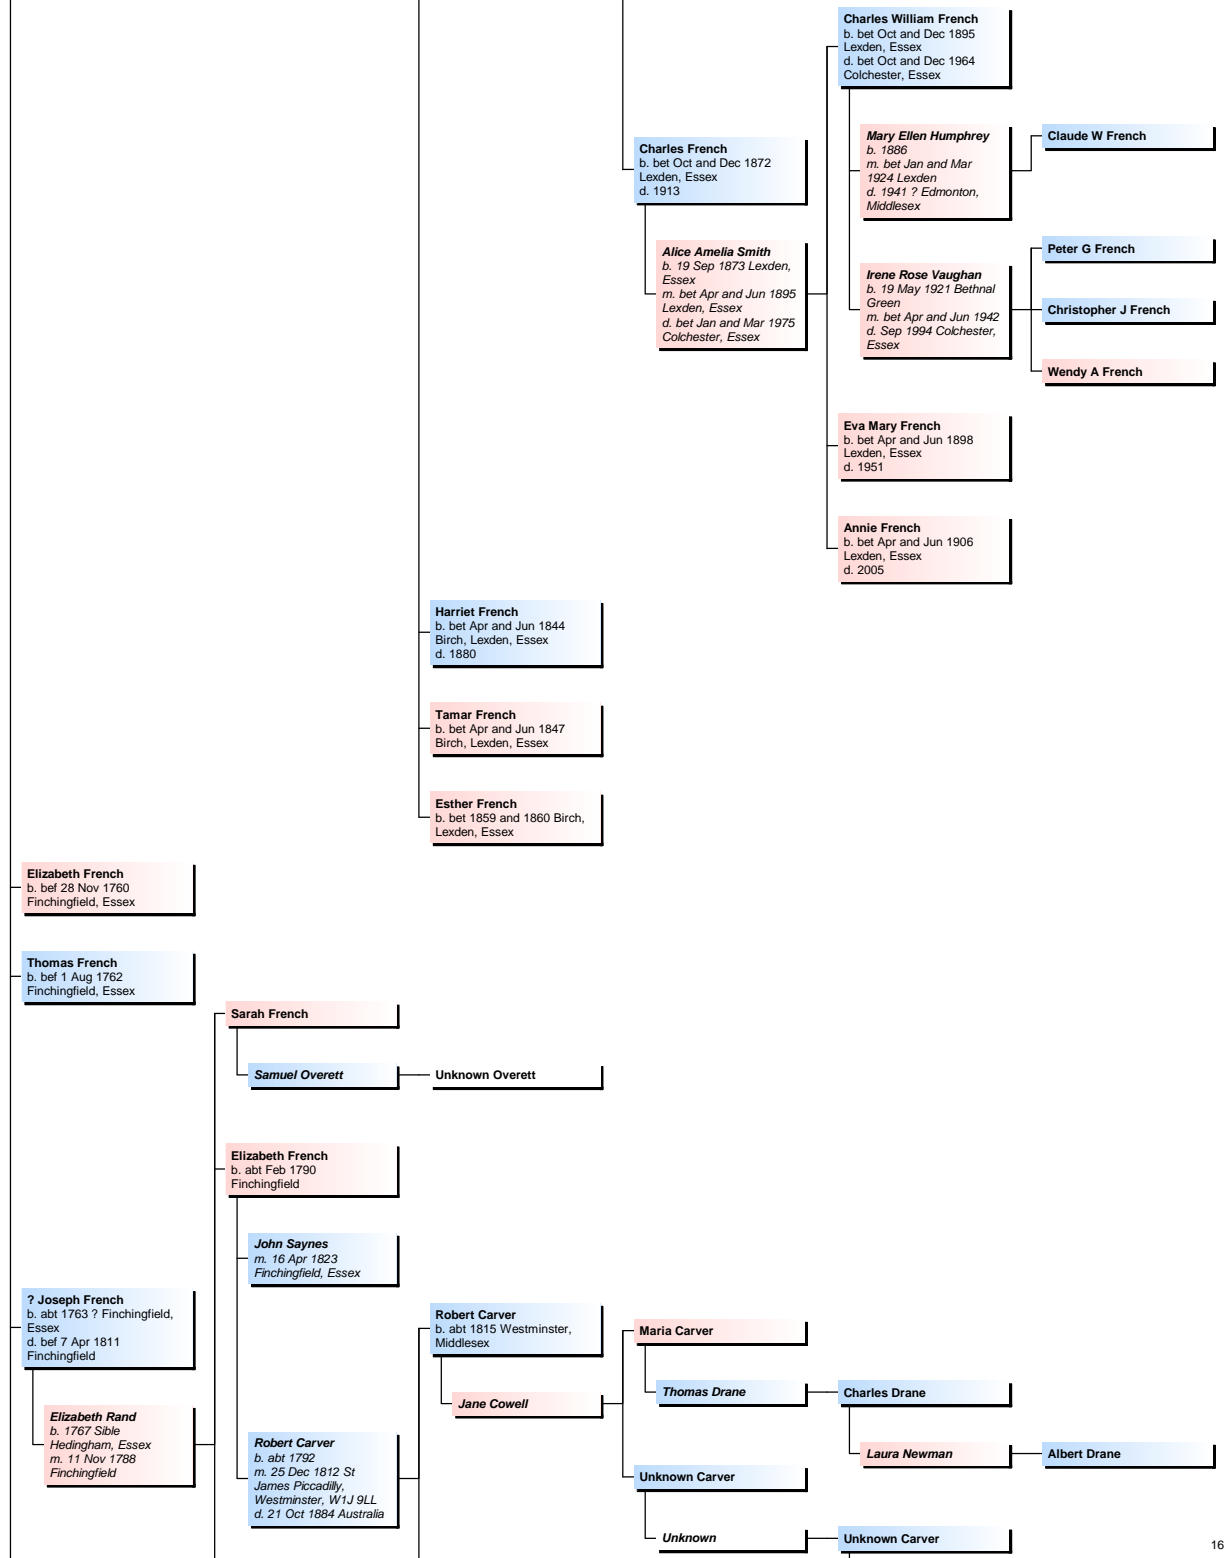 Charles William French
b. bet Oct and Dec 1895
Lexden, Essex
d. bet Oct and Dec 1964
Colchester, Essex
Mary Ellen Humphrey
b. 1886
m. bet Jan and Mar
1924 Lexden
d. 1941 ? Edmonton,
Middlesex
Claude W French
Charles French
b. bet Oct and Dec 1872
Lexden, Essex
d. 1913
Alice Amelia Smith
b. 19 Sep 1873 Lexden,
Essex
m. bet Apr and Jun 1895
Lexden, Essex
d. bet Jan and Mar 1975
Colchester, Essex
Irene Rose Vaughan
b. 19 May 1921 Bethnal
Green
m. bet Apr and Jun 1942
d. Sep 1994 Colchester,
Essex
Peter G French
Christopher J French
Wendy A French
Eva Mary French
b. bet Apr and Jun 1898
Lexden, Essex
d. 1951
Annie French
b. bet Apr and Jun 1906
Lexden, Essex
d. 2005
Harriet French
b. bet Apr and Jun 1844
Birch, Lexden, Essex
d. 1880
Tamar French
b. bet Apr and Jun 1847
Birch, Lexden, Essex
Esther French
b. bet 1859 and 1860 Birch,
Lexden, Essex
Elizabeth French
b. bef 28 Nov 1760
Finchingfield, Essex
Thomas French
b. bef 1 Aug 1762
Finchingfield, Essex
Sarah French
Samuel Overett
Unknown Overett
Elizabeth French
b. abt Feb 1790
Finchingfield
John Saynes
m. 16 Apr 1823
Finchingfield, Essex
? Joseph French
b. abt 1763 ? Finchingfield,
Essex
d. bef 7 Apr 1811
Finchingfield
Elizabeth Rand
b. 1767 Sible
Hedingham, Essex
m. 11 Nov 1788
Finchingfield
Robert Carver
b. abt 1792
m. 25 Dec 1812 St
James Piccadilly,
Westminster, W1J 9LL
d. 21 Oct 1884 Australia
Robert Carver
b. abt 1815 Westminster,
Middlesex
Jane Cowell
Maria Carver
Thomas Drane
Charles Drane
Laura Newman
Albert Drane
Unknown Carver
Unknown
Unknown Carver
16